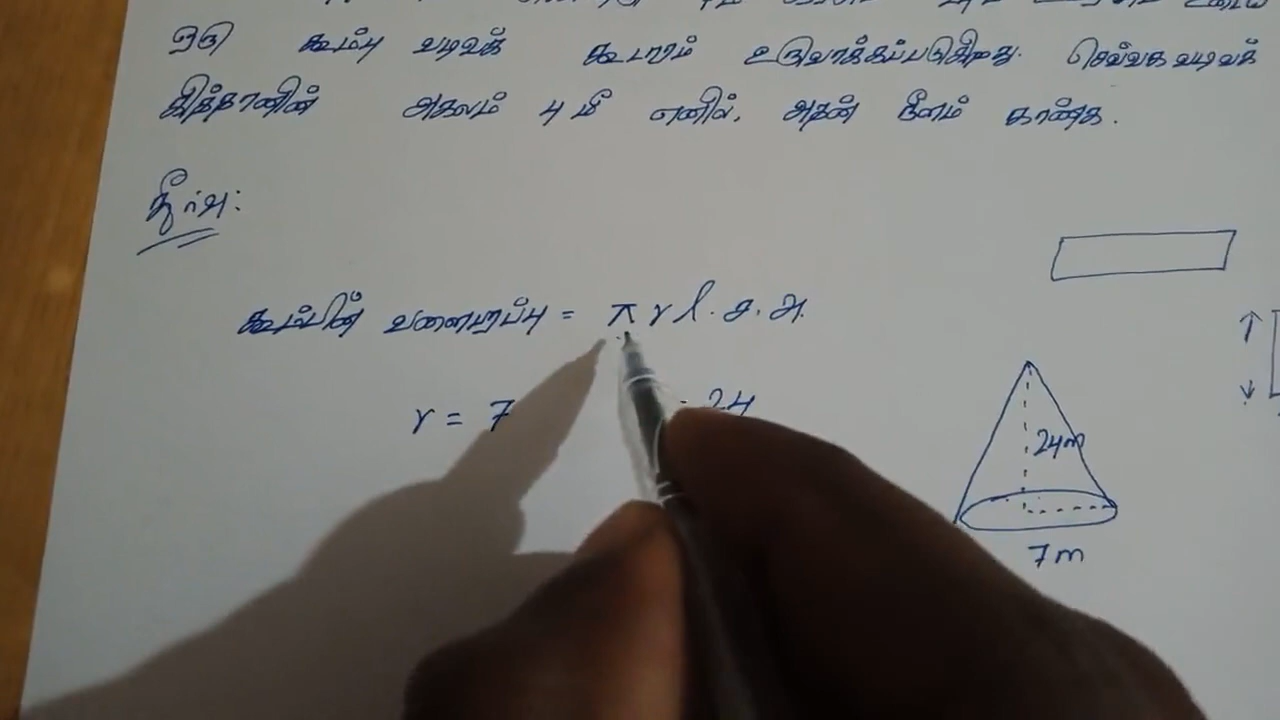 ஒரு கூம்பு வடிவக் கூடாரம் உருவாக்கப்படுகிறது. செவ்வக வடிவக்
கித்தானின் அகலம் 4 மீ எனில், அதன் நீளம் காண்க.
தீர்வு:
கூம்பின் வளைபரப்பு = π r l ச.அ.
r = 7 = 24
24m
7m